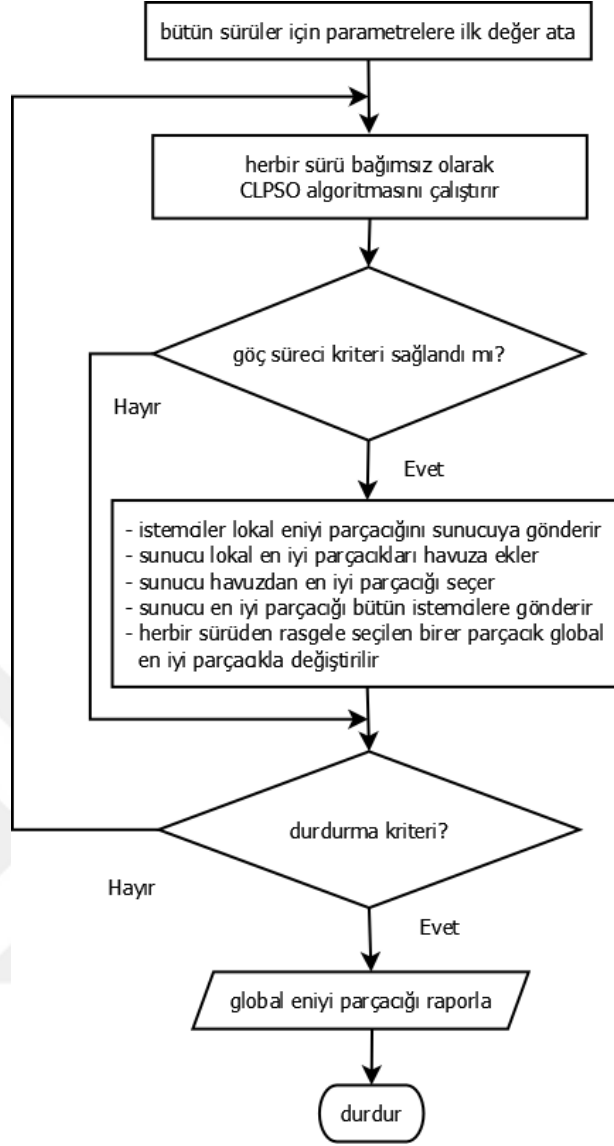 bütün sürüler için parametrelere ilk değer ata
herbir sürü bağımsız olarak
CLPSO algoritmasını çalıştırır
göç süreci kriteri sağlandı mı?
Hayır
Evet
- istemciler lokal eniyi parçacığını sunucuya gönderir
- sunucu lokal en iyi parçacıkları havuza ekler
- sunucu havuzdan en iyi parçacığı seçer
- sunucu en iyi parçacığı bütün istemcilere gönderir
- herbir sürüden rasgele seçilen birer parçacık global
en iyi parçacıkla değiştirilir
durdurma kriteri?
Hayır
Evet
global eniyi parçacığı raporla
durdur